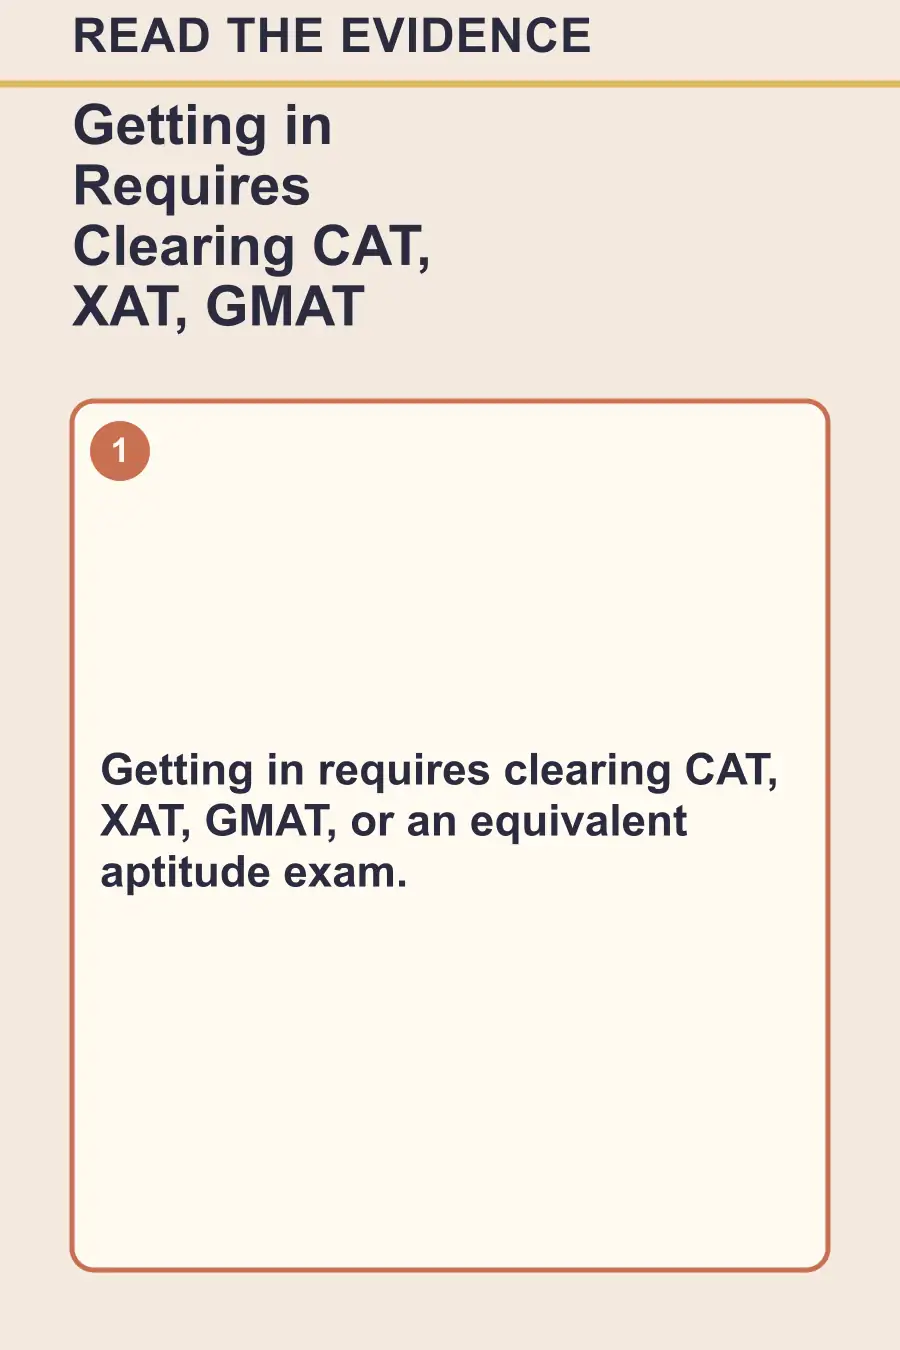 READ THE EVIDENCE
Getting in
Requires
Clearing CAT,
XAT, GMAT
1
Getting in requires clearing CAT,
XAT, GMAT, or an equivalent
aptitude exam.